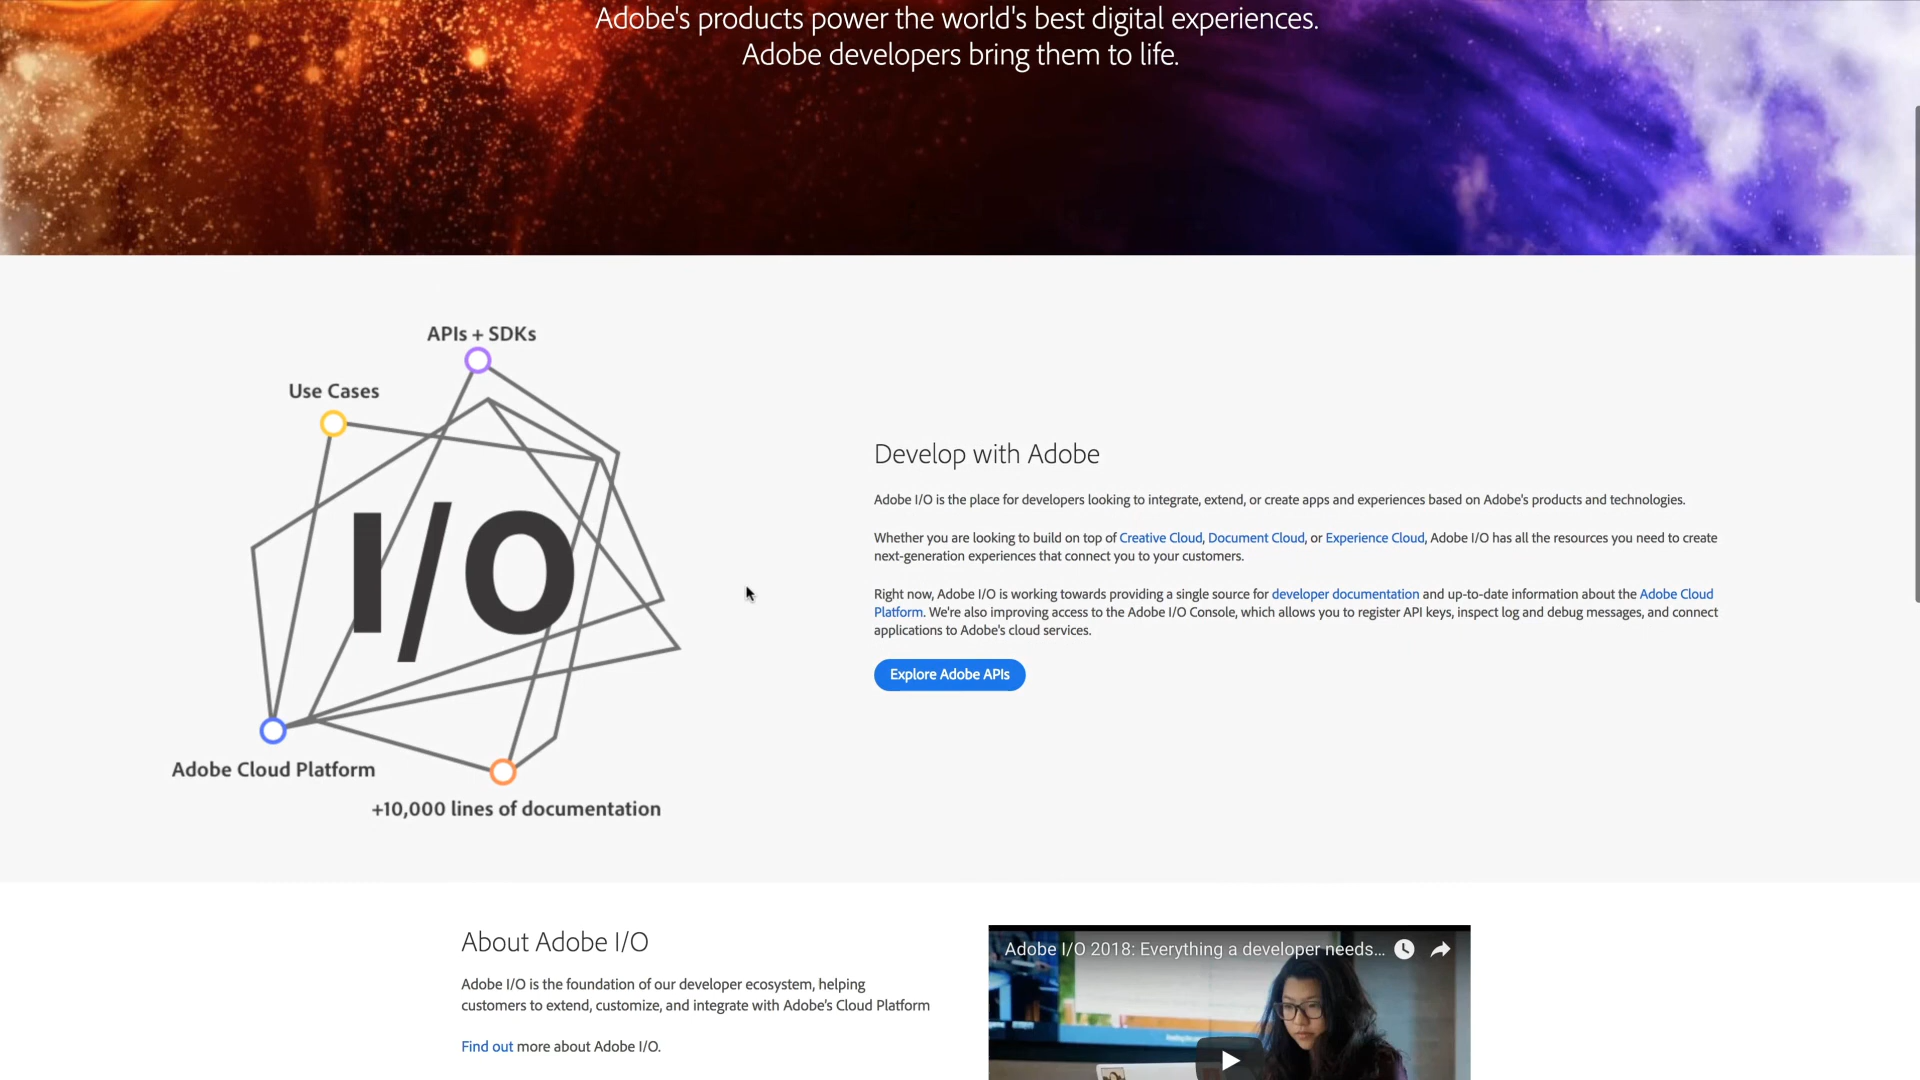 Adobe's products power the world's best digital experiences.
Adobe developers bring them to life.
APIs + SDKs
Use Cases
I/O
Adobe Cloud Platform
+10,000 lines of documentation
Develop with Adobe
Adobe I/O is the place for developers looking to integrate, extend, or create apps and experiences based on Adobe's products and technologies.
Whether you are looking to build on top of Creative Cloud, Document Cloud, or Experience Cloud, Adobe I/O has all the resources you need to create
next-generation experiences that connect you to your customers.
Right now, Adobe I/O is working towards providing a single source for developer documentation and up-to-date information about the Adobe Cloud
Platform. We're also improving access to the Adobe I/O Console, which allows you to register API keys, inspect log and debug messages, and connect
applications to Adobe's cloud services.
Explore Adobe APIs
About Adobe I/O
Adobe I/O is the foundation of our developer ecosystem, helping
customers to extend, customize, and integrate with Adobe's Cloud Platform
Find out more about Adobe I/O.
Adobe I/O 2018: Everything a developer needs...